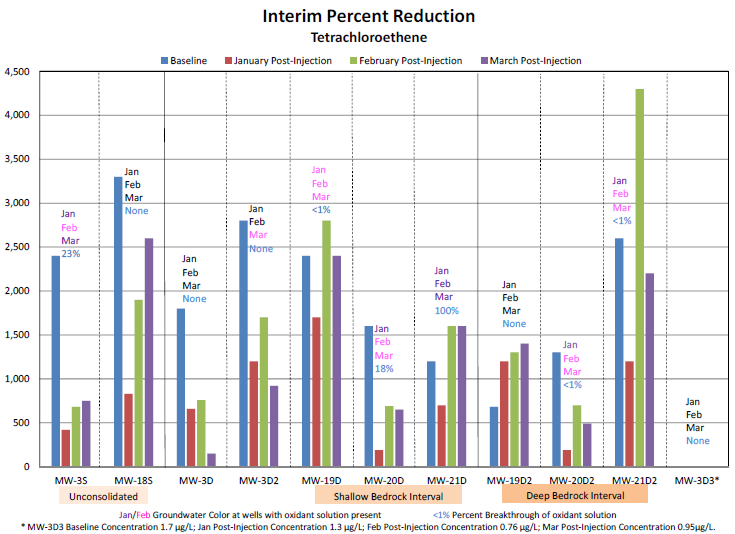 Interim Percent Reduction
Tetrachloroethene
Baseline January Post-Injection February Post-Injection March Post-Injection
4,500
4,000
3,500
3,000
2,500
2,000
1,500
1,000
500
0
Jan
Feb
Mar
23%
Jan
Feb
Mar
None
Jan
Feb
Mar
None
Jan
Feb
Mar
None
Jan
Feb
Mar
<1%
Jan
Feb
Mar
18%
Jan
Feb
Mar
100%
Jan
Feb
Mar
None
Jan
Feb
Mar
<1%
Jan
Feb
Mar
<1%
Jan
Feb
Mar
None
MW-3S MW-18S MW-3D MW-3D2 MW-19D MW-20D MW-21D MW-19D2 MW-20D2 MW-21D2 MW-3D3*
Unconsolidated Shallow Bedrock Interval Deep Bedrock Interval
Jan/Feb Groundwater Color at wells with oxidant solution present <1% Percent Breakthrough of oxidant solution
* MW-3D3 Baseline Concentration 1.7 µg/L; Jan Post-Injection Concentration 1.3 µg/L; Feb Post-Injection Concentration 0.76 µg/L; Mar Post-Injection Concentration 0.95µg/L.